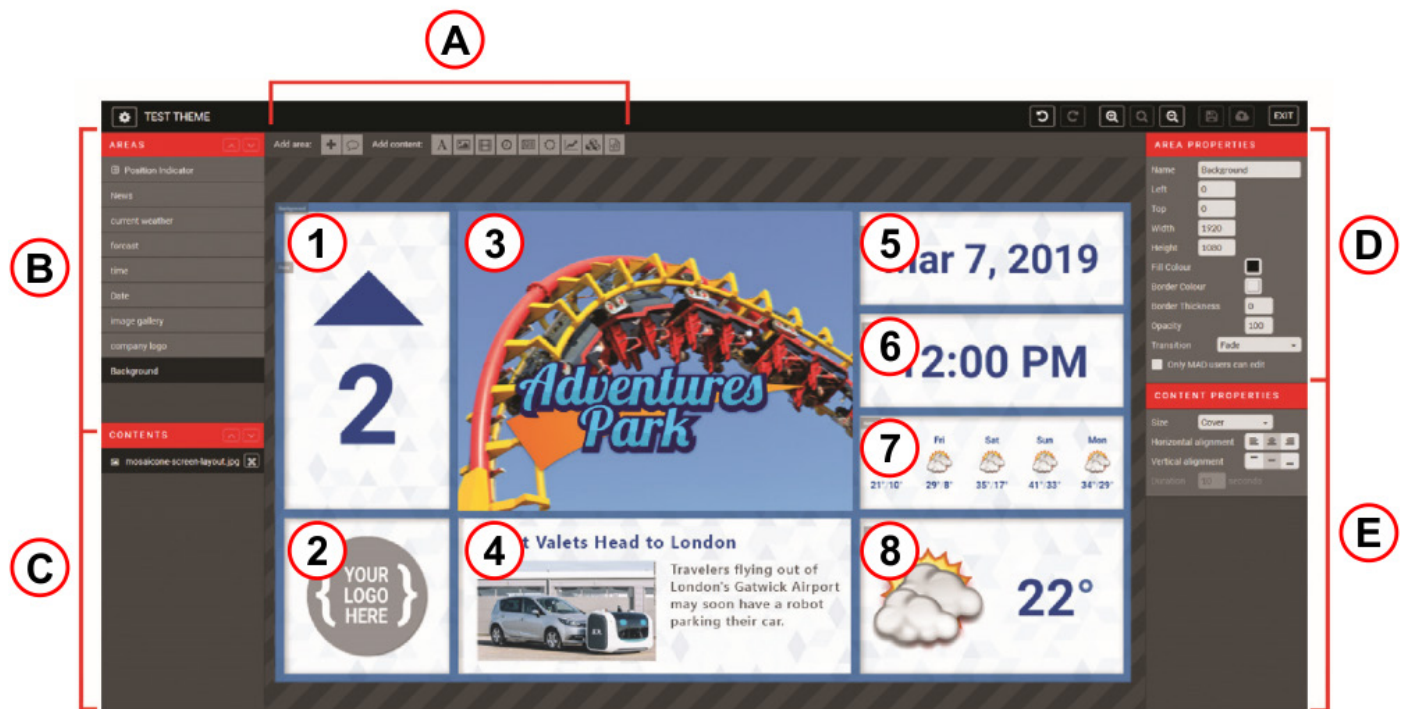 A
TEST THEME
EXIT
AREAS
Add area:
Add content:
A
AREA PROPERTIES
Position Indicator
News
current weather
forcast
time
Date
image gallery
company logo
Background
B
CONTENTS
mosaicone-screen-layout.jpg
C
Background
1
2
2
YOUR
LOGO
HERE
3
Adventures
Park
4
t Valets Head to London
Travelers flying out of
London's Gatwick Airport
may soon have a robot
parking their car.
5
Mar 7, 2019
6
12:00 PM
7
Fri Sat Sun Mon
21°/10° 29°/8° 35°/17° 41°/33° 34°/29°
8
22°
Name Background
Left 0
Top 0
Width 1920
Height 1080
Fill Colour
Border Colour
Border Thickness 0
Opacity 100
Transition Fade
Only MAD users can edit
D
CONTENT PROPERTIES
Size Cover
Horizontal alignment
Vertical alignment
Duration 10 seconds
E